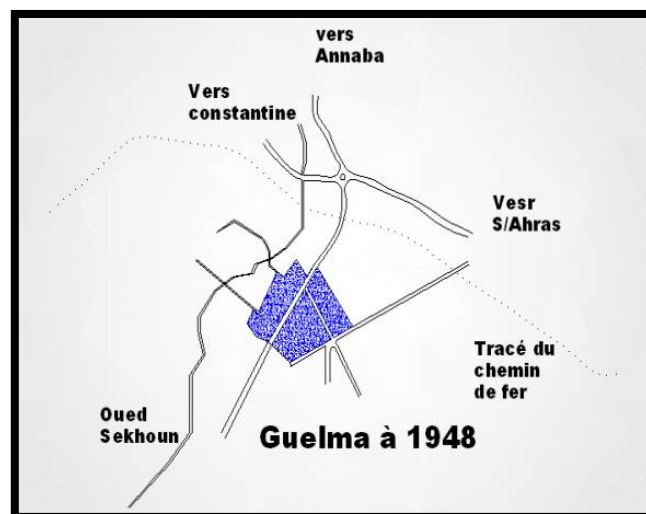 vers
Annaba
Vers
constantine
Vesr
S/Ahras
Tracé du
chemin
de fer
Oued
Sekhoun
Guelma à 1948